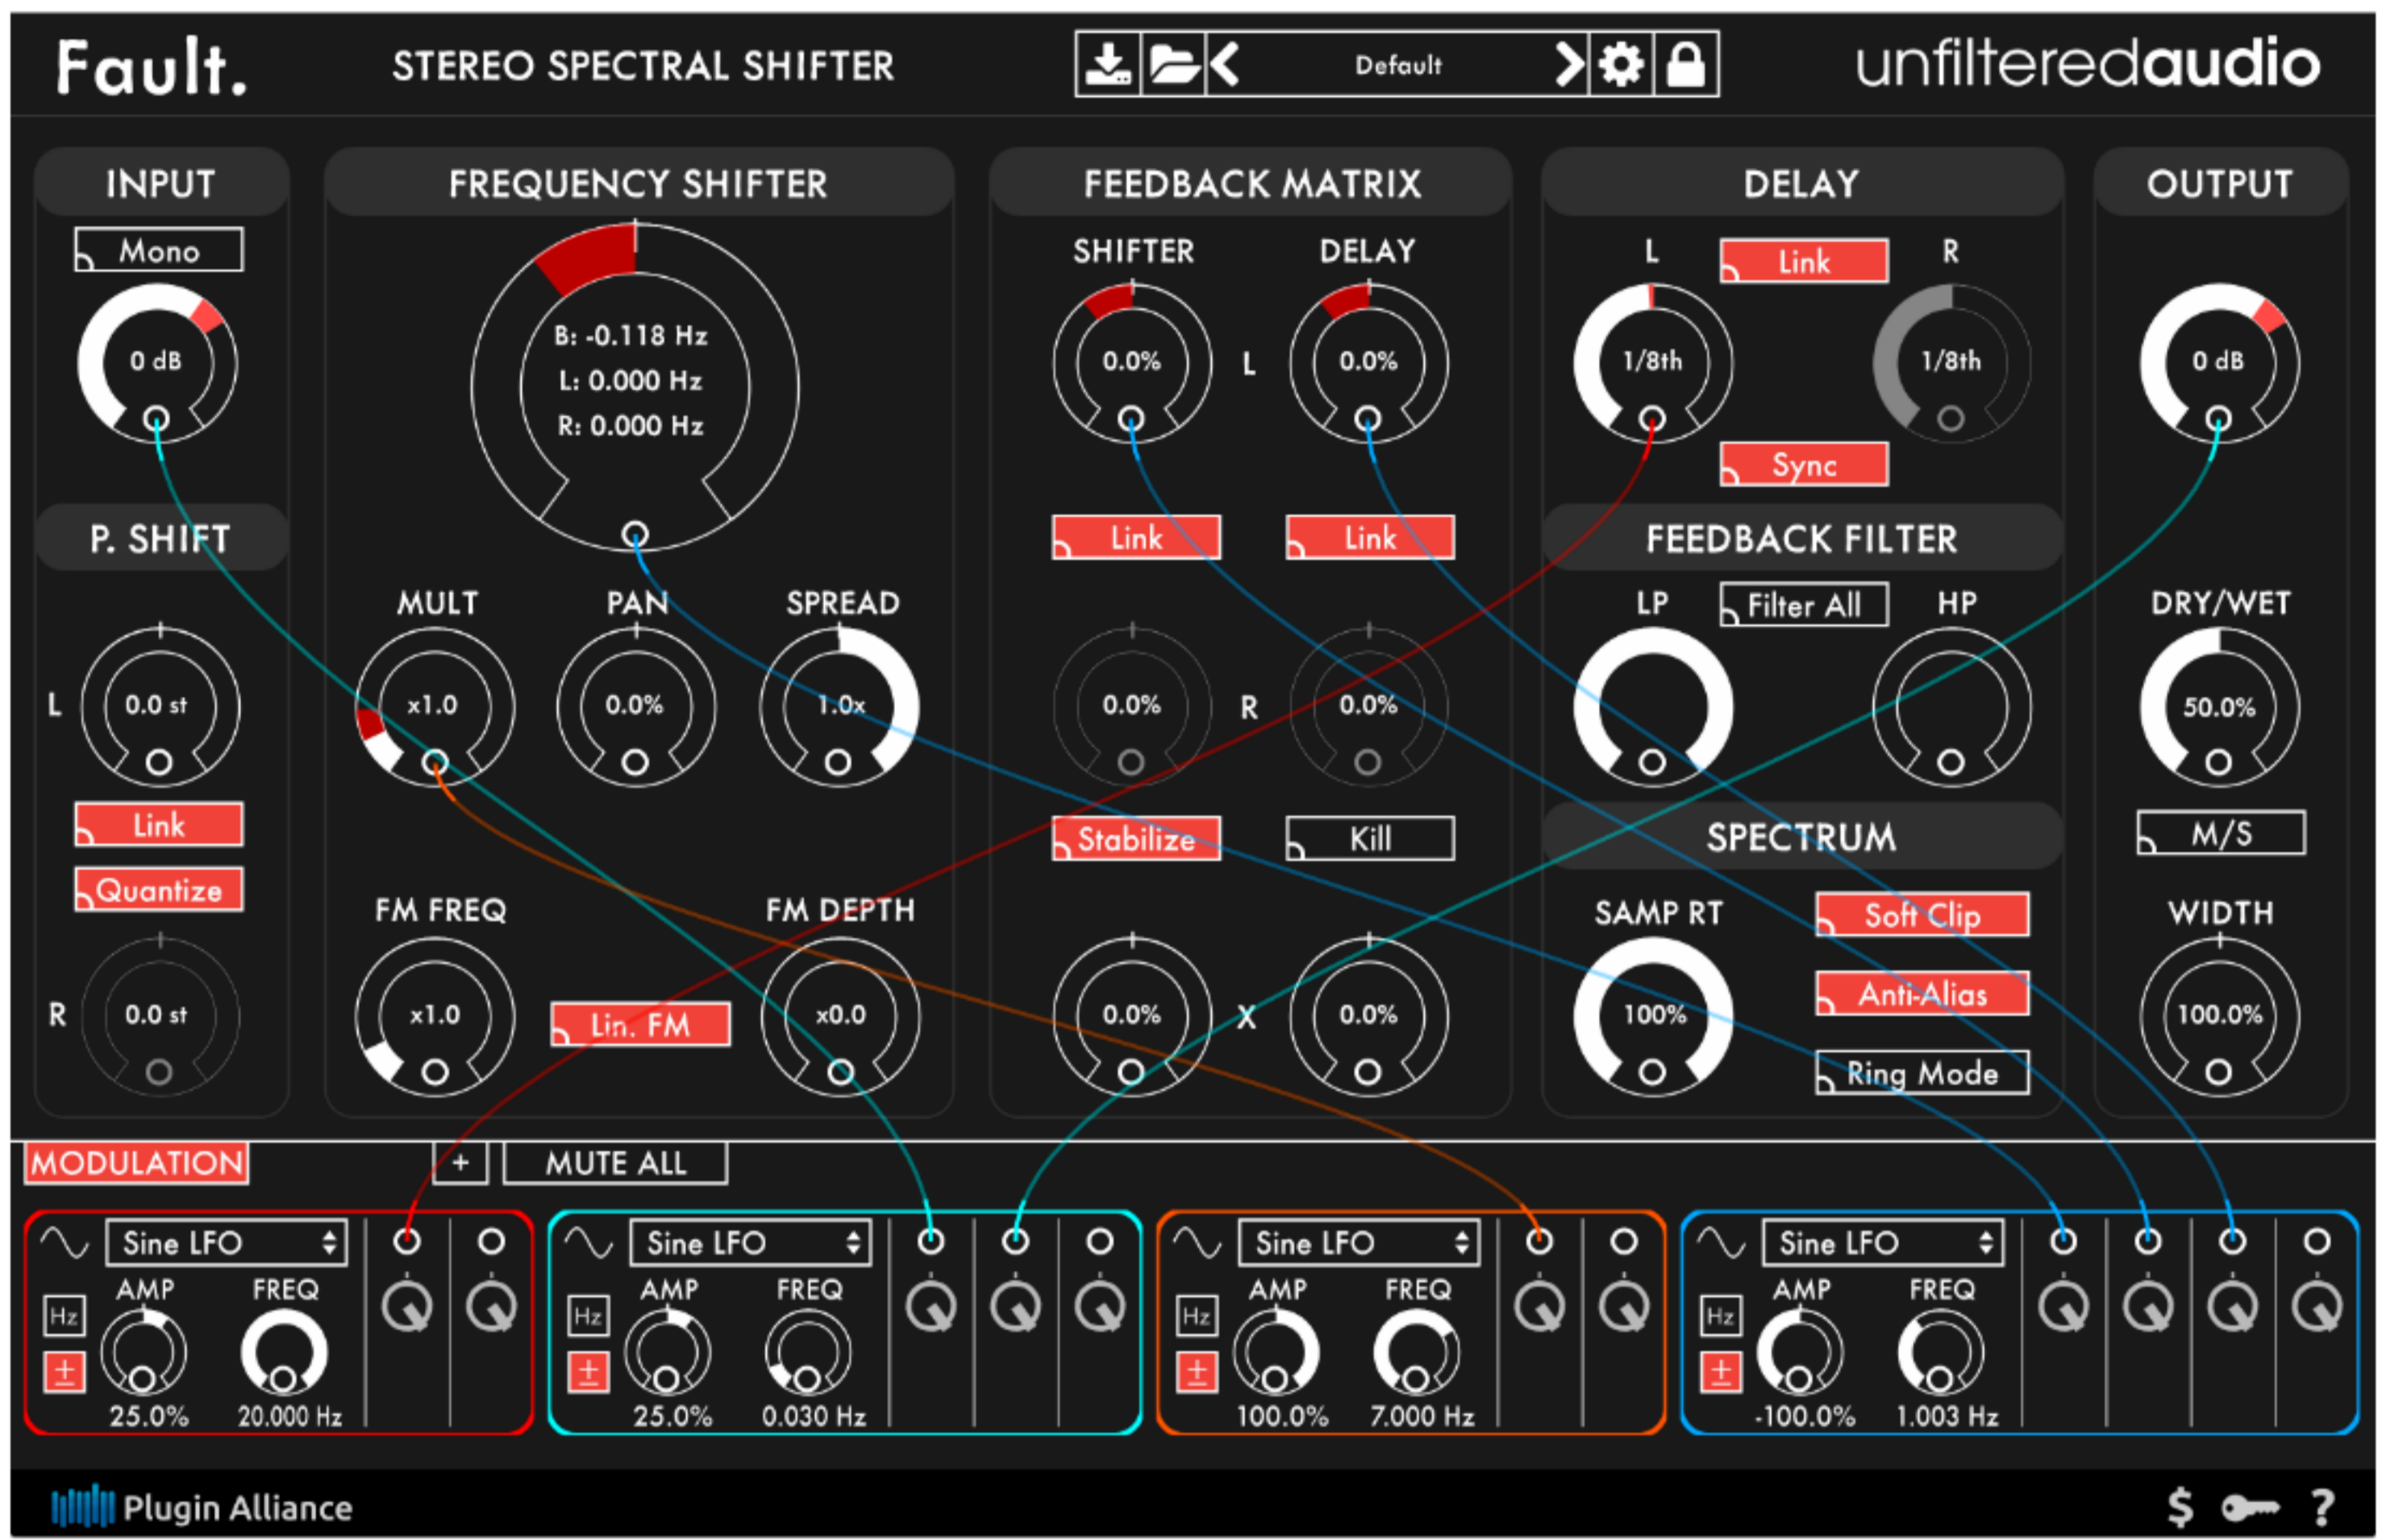 Fault.
STEREO SPECTRAL SHIFTER
Default
unfilteredaudio
INPUT
Mono
0 dB
P. SHIFT
L
0.0 st
Link
Quantize
R
0.0 st
FREQUENCY SHIFTER
B: -0.118 Hz
L: 0.000 Hz
R: 0.000 Hz
MULT
PAN
SPREAD
x1.0
0.0%
1.0x
FM FREQ
FM DEPTH
x1.0
Lin. FM
x0.0
FEEDBACK MATRIX
SHIFTER
DELAY
0.0%
L
0.0%
Link
Link
0.0%
R
0.0%
Stabilize
Kill
0.0%
X
0.0%
DELAY
L
Link
R
1/8th
1/8th
Sync
FEEDBACK FILTER
LP
Filter All
HP
SPECTRUM
SAMP RT
Soft Clip
Anti-Alias
100%
Ring Mode
OUTPUT
0 dB
DRY/WET
50.0%
M/S
WIDTH
100.0%
MODULATION
+
MUTE ALL
Sine LFO
AMP
FREQ
Hz
±
25.0%
20.000 Hz
Sine LFO
AMP
FREQ
Hz
±
25.0%
0.030 Hz
Sine LFO
AMP
FREQ
Hz
±
100.0%
7.000 Hz
Sine LFO
AMP
FREQ
Hz
±
-100.0%
1.003 Hz
Plugin Alliance
$
?